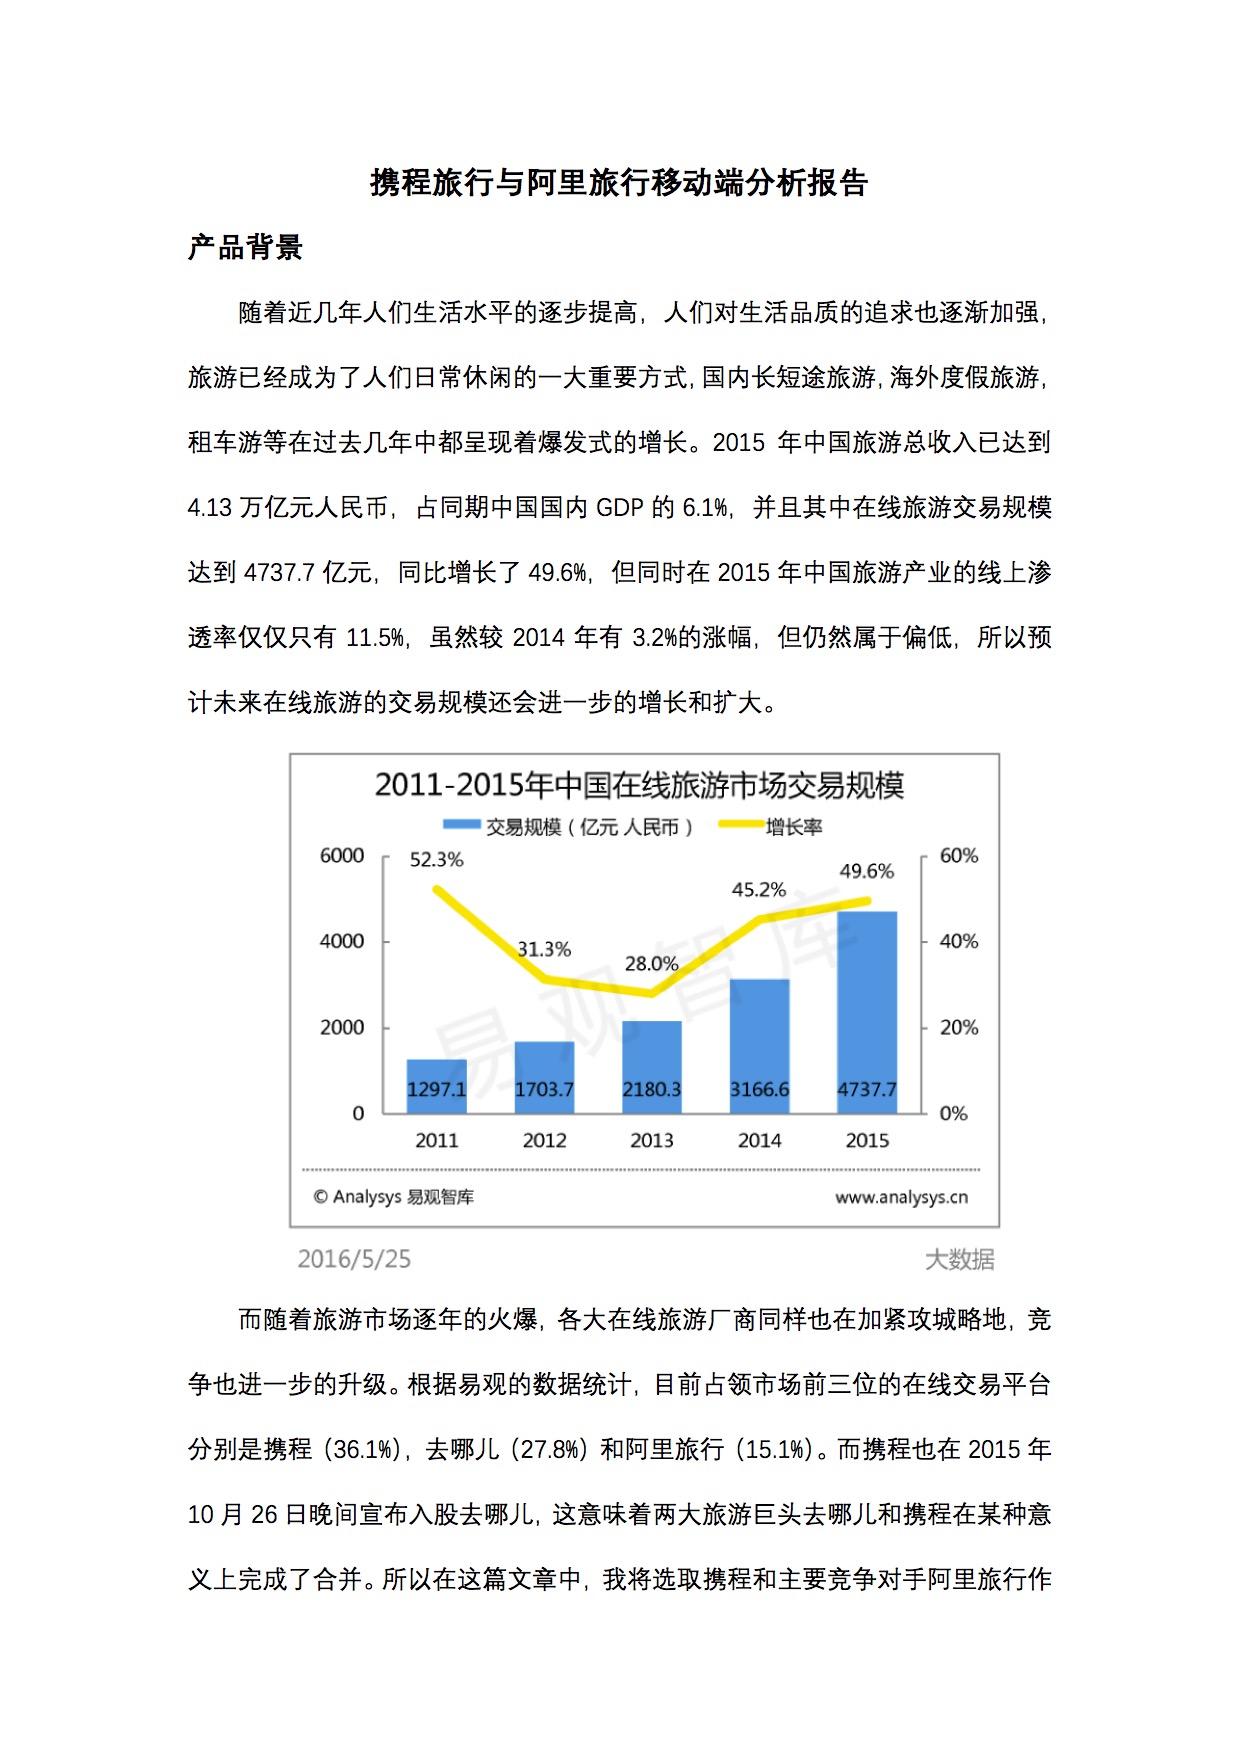 携程旅行与阿里旅行移动端分析报告
产品背景
随着近几年人们生活水平的逐步提高，人们对生活品质的追求也逐渐加强，
旅游已经成为了人们日常休闲的一大重要方式，国内长短途旅游，海外度假旅游，
租车游等在过去几年中都呈现着爆发式的增长。2015 年中国旅游总收入已达到
4.13 万亿元人民币，占同期中国国内 GDP 的 6.1%，并且其中在线旅游交易规模
达到 4737.7 亿元，同比增长了 49.6%，但同时在 2015 年中国旅游产业的线上渗
透率仅仅只有 11.5%，虽然较 2014 年有 3.2%的涨幅，但仍然属于偏低，所以预
计未来在线旅游的交易规模还会进一步的增长和扩大。
2011-2015年中国在线旅游市场交易规模
交易规模（亿元 人民币） 增长率
6000 52.3% 60%
49.6%
45.2%
4000 31.3% 28.0% 40%
2000 20%
1297.1 1703.7 2180.3 3166.6 4737.7
0 0%
2011 2012 2013 2014 2015
易观智库
© Analysys 易观智库 www.analysys.cn
2016/5/25 大数据
而随着旅游市场逐年的火爆，各大在线旅游厂商同样也在加紧攻城略地，竞
争也进一步的升级。根据易观的数据统计，目前占领市场前三位的在线交易平台
分别是携程（36.1%），去哪儿（27.8%）和阿里旅行（15.1%）。而携程也在 2015 年
10 月 26 日晚间宣布入股去哪儿，这意味着两大旅游巨头去哪儿和携程在某种意
义上完成了合并。所以在这篇文章中，我将选取携程和主要竞争对手阿里旅行作